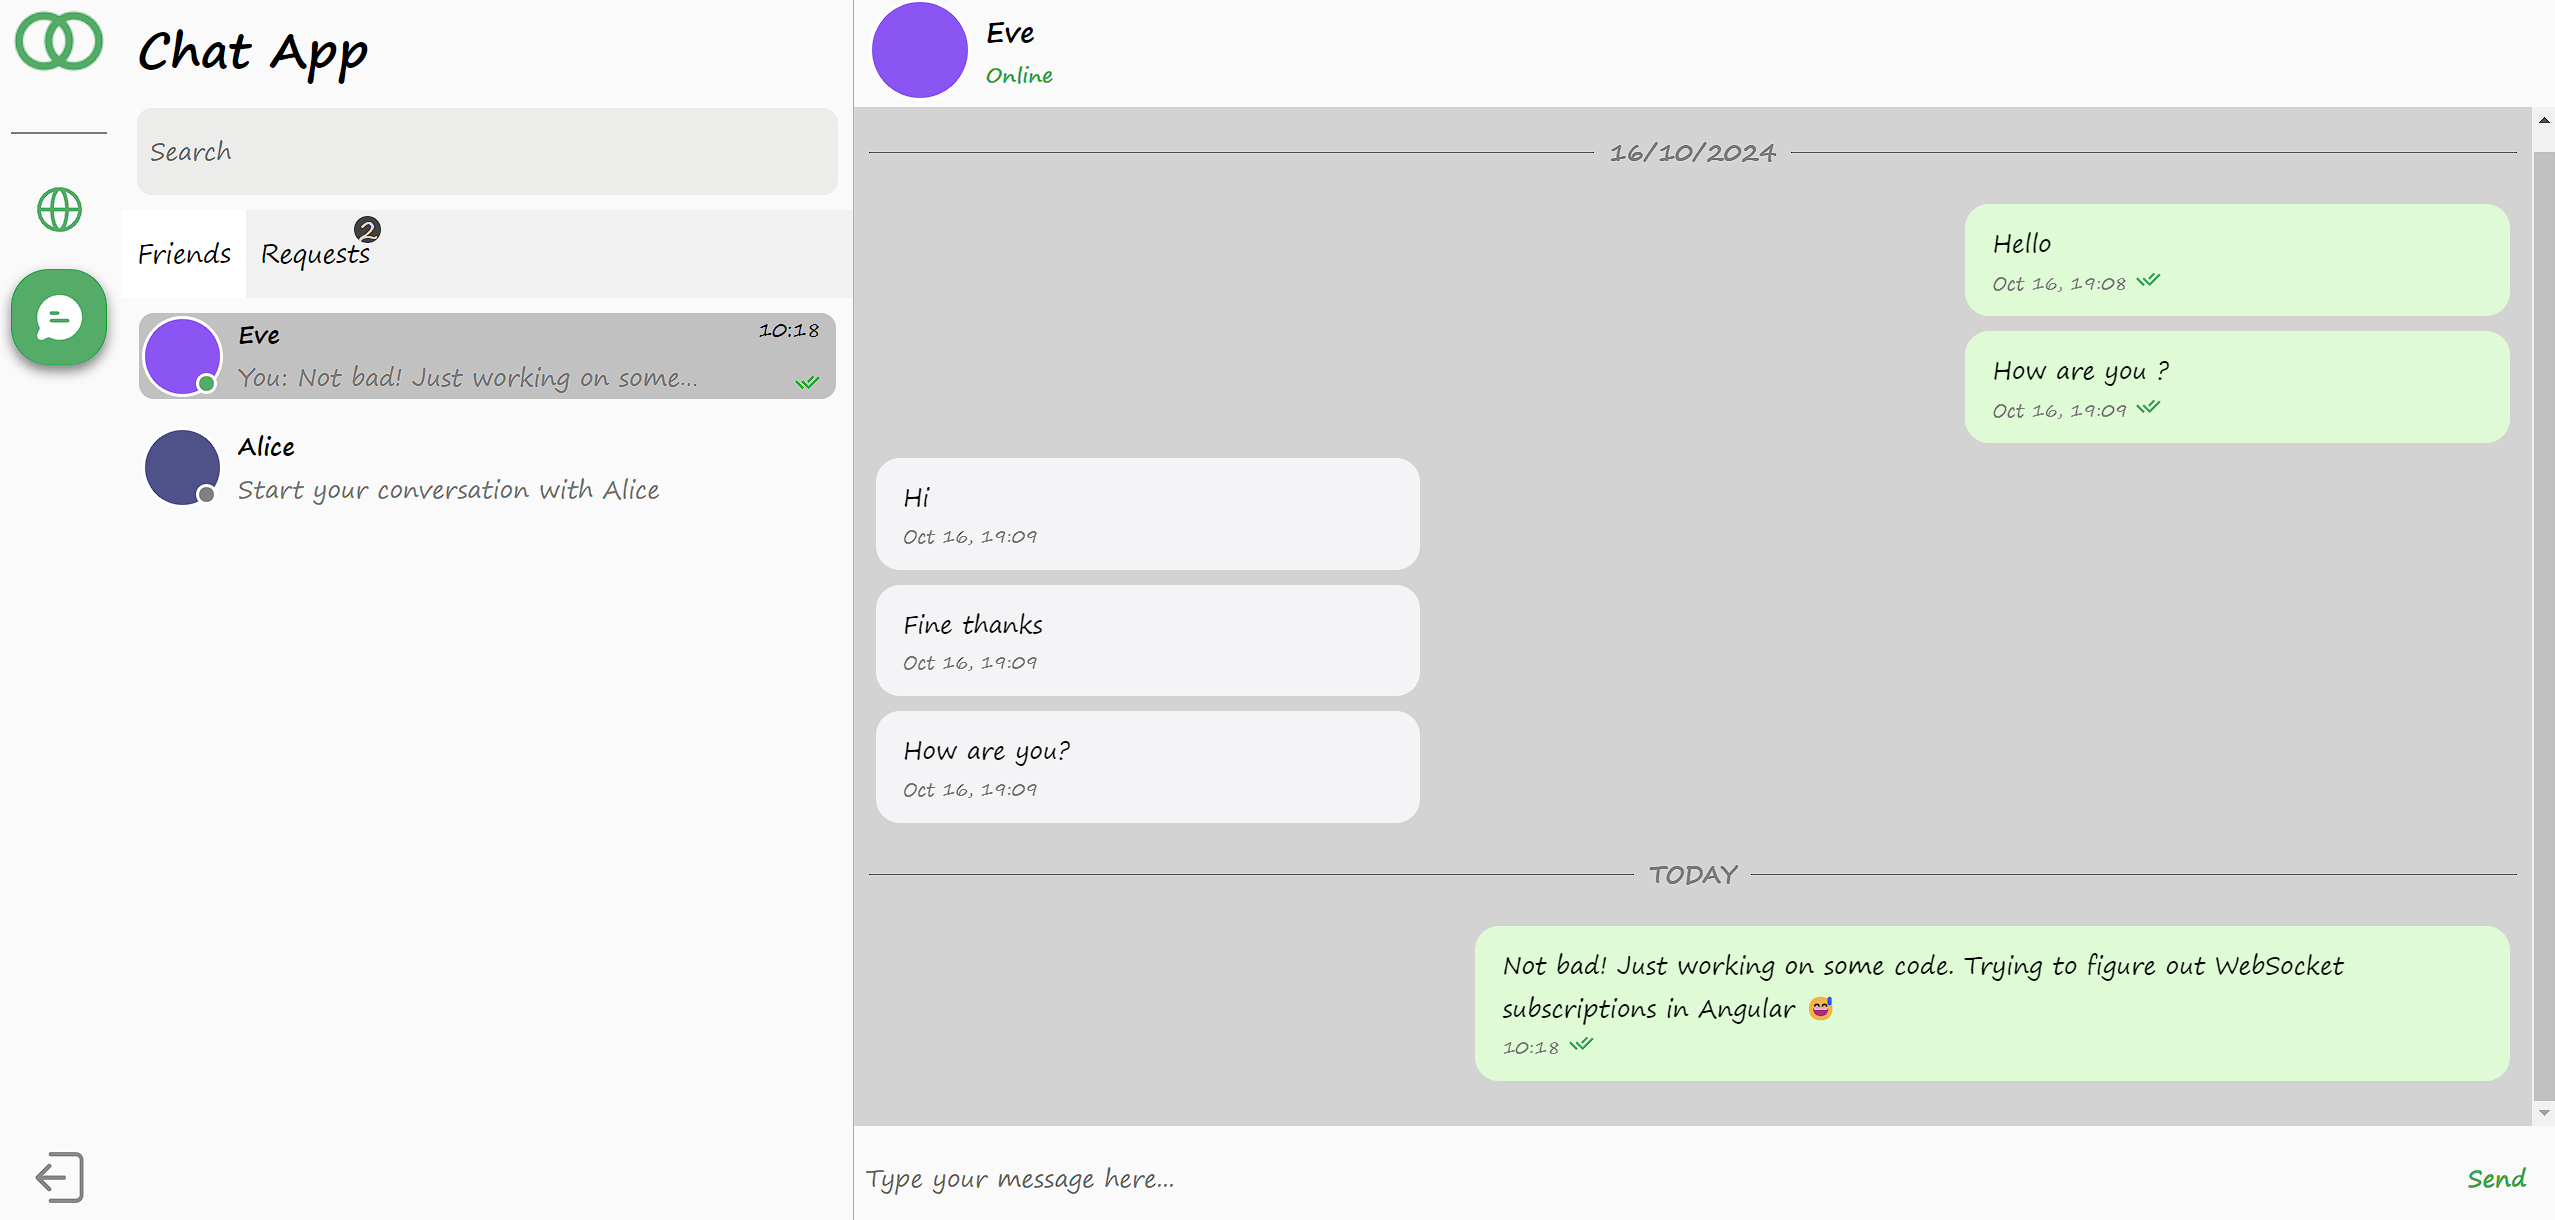 Chat App
Search
Friends
Requests
2
Eve
10:18
You: Not bad! Just working on some...
Alice
Start your conversation with Alice
Eve
Online
16/10/2024
Hello
Oct 16, 19:08
How are you ?
Oct 16, 19:09
Hi
Oct 16, 19:09
Fine thanks
Oct 16, 19:09
How are you?
Oct 16, 19:09
TODAY
Not bad! Just working on some code. Trying to figure out WebSocket
subscriptions in Angular 😅
10:18
Type your message here...
Send